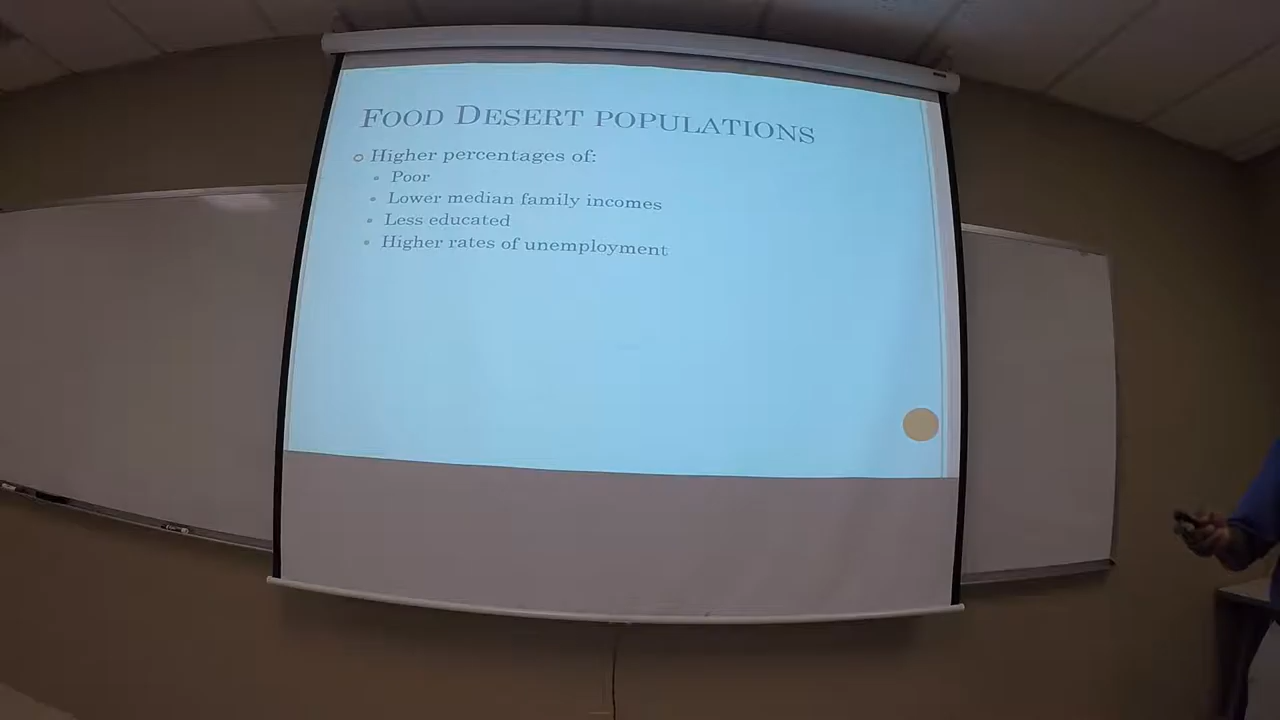 FOOD DESERT POPULATIONS
Higher percentages of:
Poor
Lower median family incomes
Less educated
Higher rates of unemployment